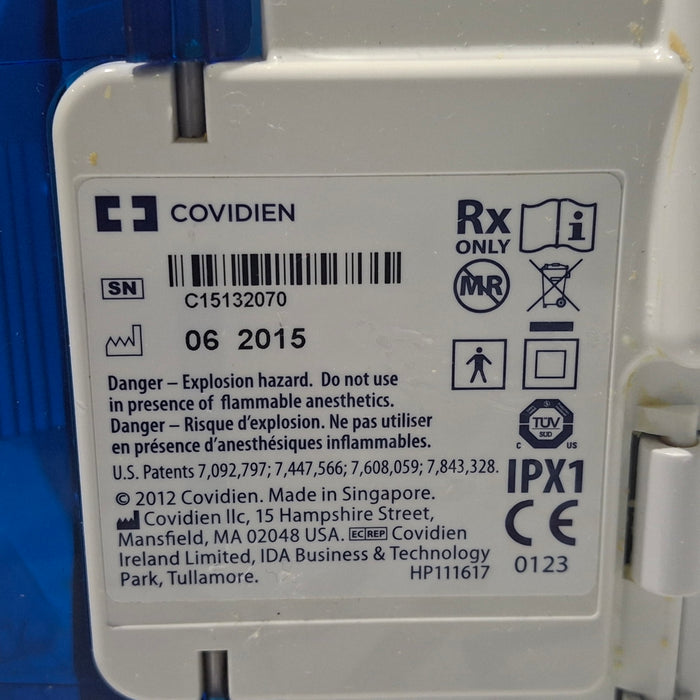 COVIDIEN
Rx
ONLY
i
SN
C15132070
MR
06 2015
Danger – Explosion hazard. Do not use
in presence of flammable anesthetics.
Danger – Risque d'explosion. Ne pas utiliser
en présence d'anesthésiques inflammables.
U.S. Patents 7,092,797; 7,447,566; 7,608,059; 7,843,328.
© 2012 Covidien. Made in Singapore.
Covidien llc, 15 Hampshire Street,
Mansfield, MA 02048 USA. EC REP Covidien
Ireland Limited, IDA Business & Technology
Park, Tullamore. HP111617
TÜV
SÜD
C US
IPX1
CE
0123